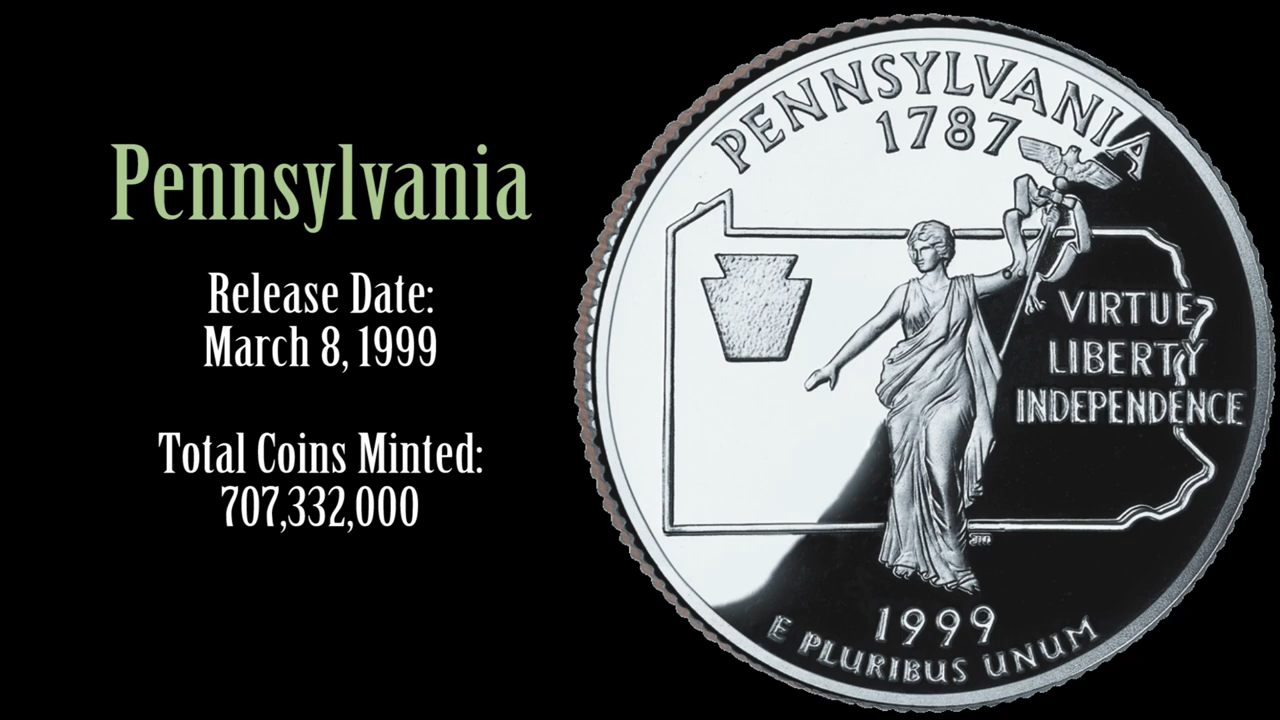 Pennsylvania
Release Date:
March 8, 1999
Total Coins Minted:
707,332,000
PENNSYLVANIA
1787
VIRTUE
LIBERTY
INDEPENDENCE
1999
E PLURIBUS UNUM